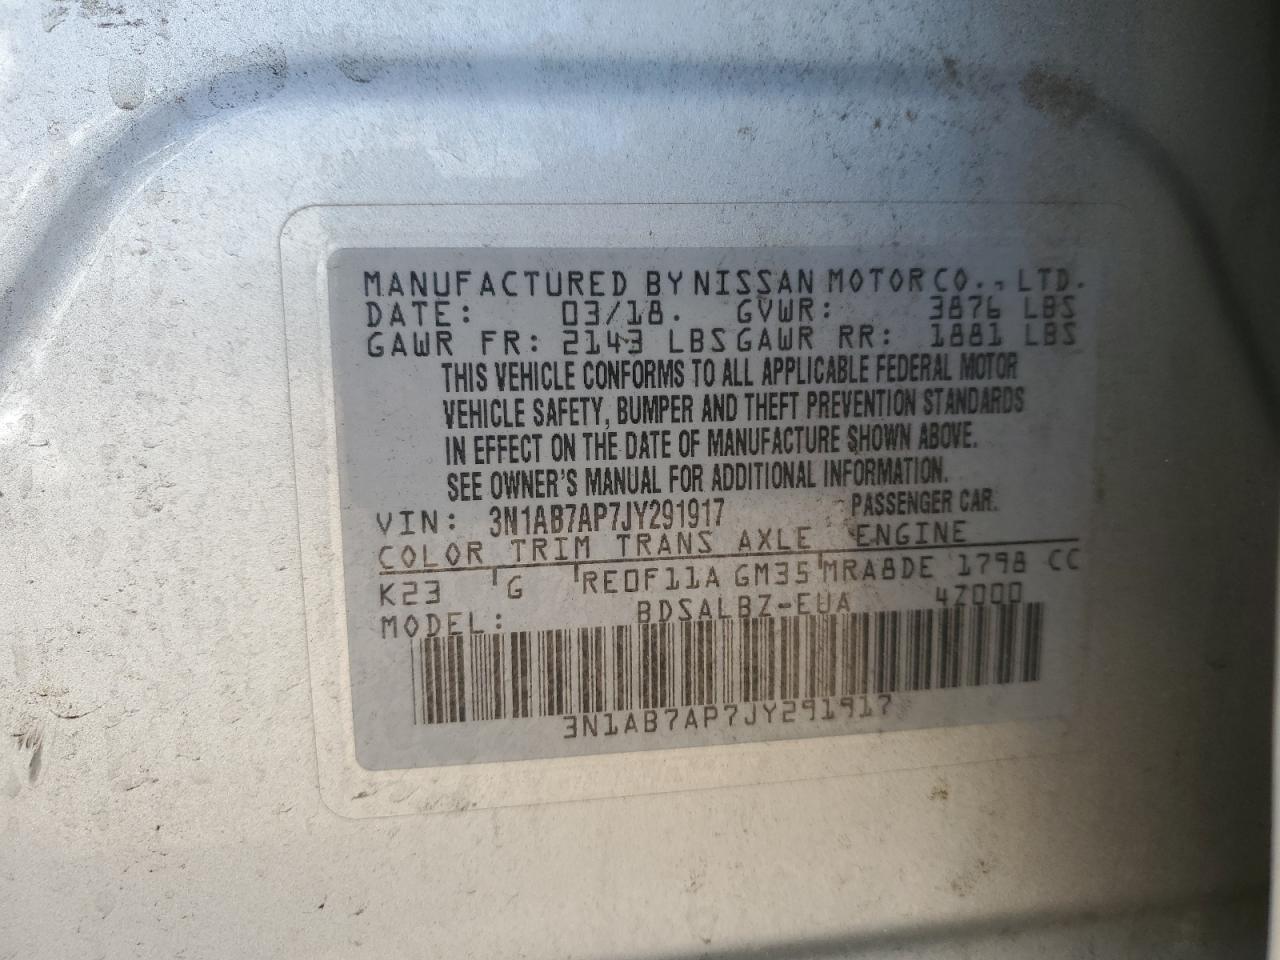 MANUFACTURED BY NISSAN MOTOR CO., LTD.
DATE: 03/18. GVWR: 3876 LBS
GAWR FR: 2143 LBS GAWR RR: 1881 LBS
THIS VEHICLE CONFORMS TO ALL APPLICABLE FEDERAL MOTOR
VEHICLE SAFETY, BUMPER AND THEFT PREVENTION STANDARDS
IN EFFECT ON THE DATE OF MANUFACTURE SHOWN ABOVE.
SEE OWNER'S MANUAL FOR ADDITIONAL INFORMATION.
VIN: 3N1AB7AP7JY291917 PASSENGER CAR.
COLOR TRIM TRANS AXLE ENGINE
K23 G RE0F11A GM35 MRA8DE 1798 CC
MODEL: BDSALBZ-EUA 4Z000
3N1AB7AP7JY291917